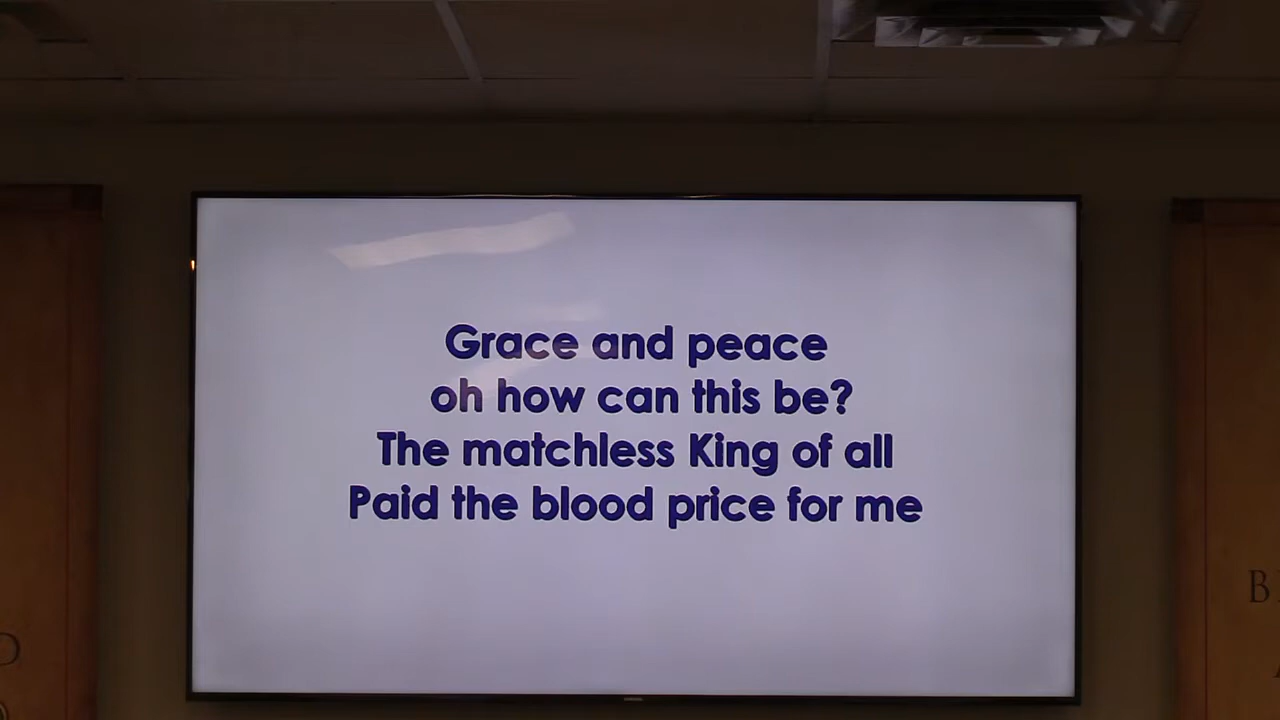 Grace and peace
oh how can this be?
The matchless King of all
Paid the blood price for me
B